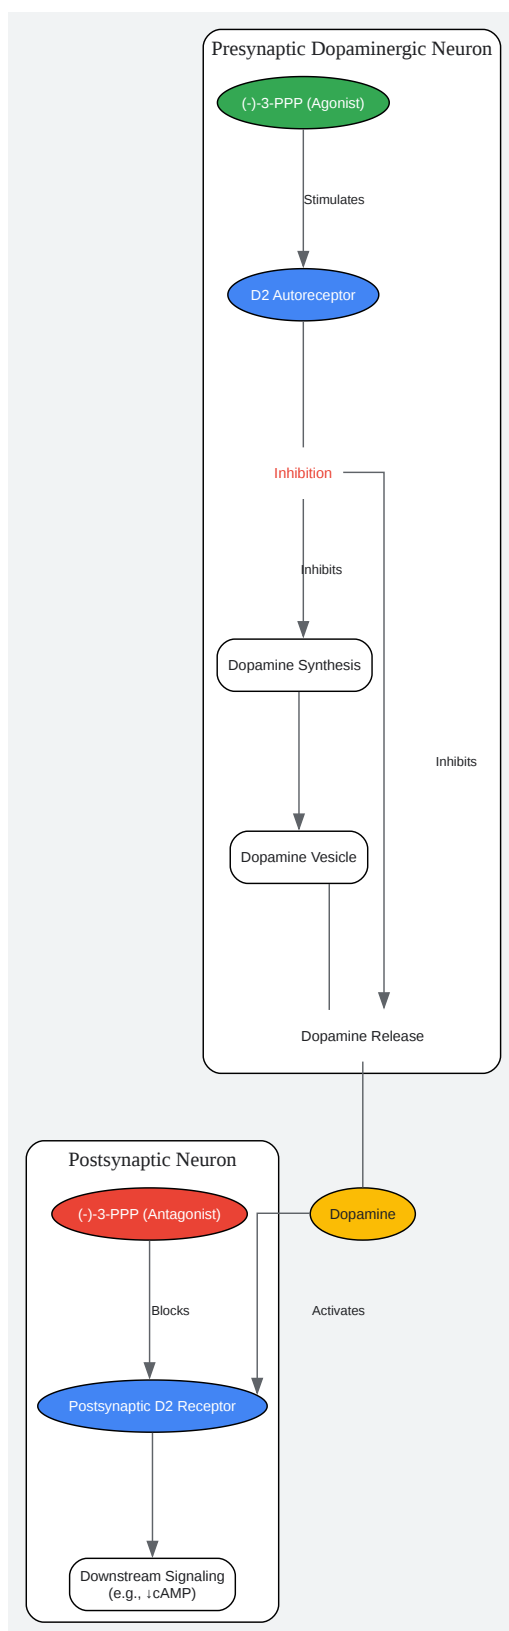 Presynaptic Dopaminergic Neuron
(-)-3-PPP (Agonist)
Stimulates
D2 Autoreceptor
Inhibition
Inhibits
Dopamine Synthesis
Inhibits
Dopamine Vesicle
Dopamine Release
Postsynaptic Neuron
(-)-3-PPP (Antagonist)
Dopamine
Blocks
Activates
Postsynaptic D2 Receptor
Downstream Signaling
(e.g., ↓cAMP)